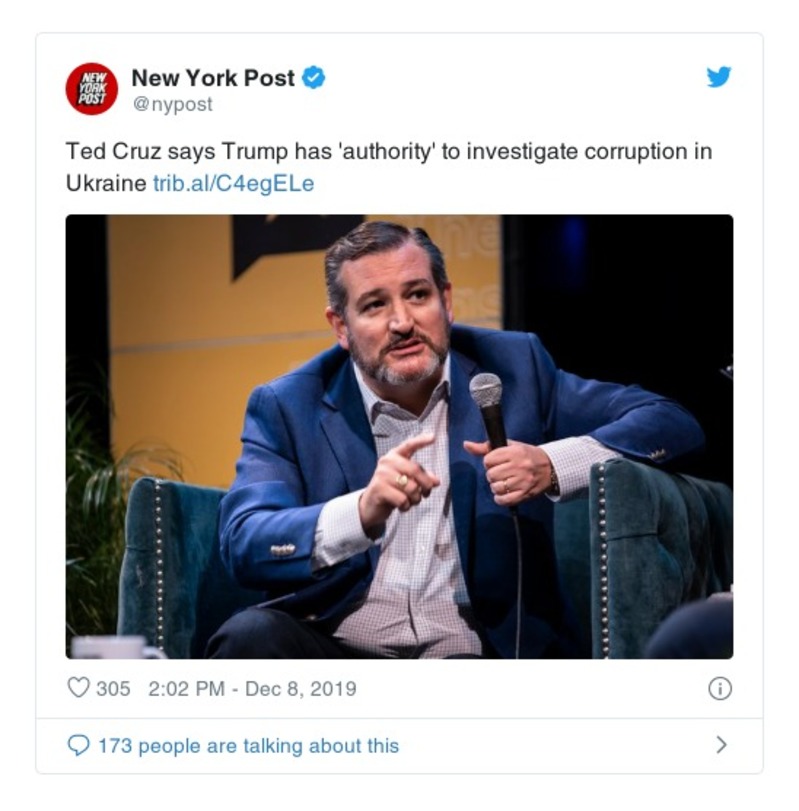 NEW
YORK
POST
New York Post
@nypost
Ted Cruz says Trump has 'authority' to investigate corruption in
Ukraine trib.al/C4egELe
305 2:02 PM - Dec 8, 2019
173 people are talking about this